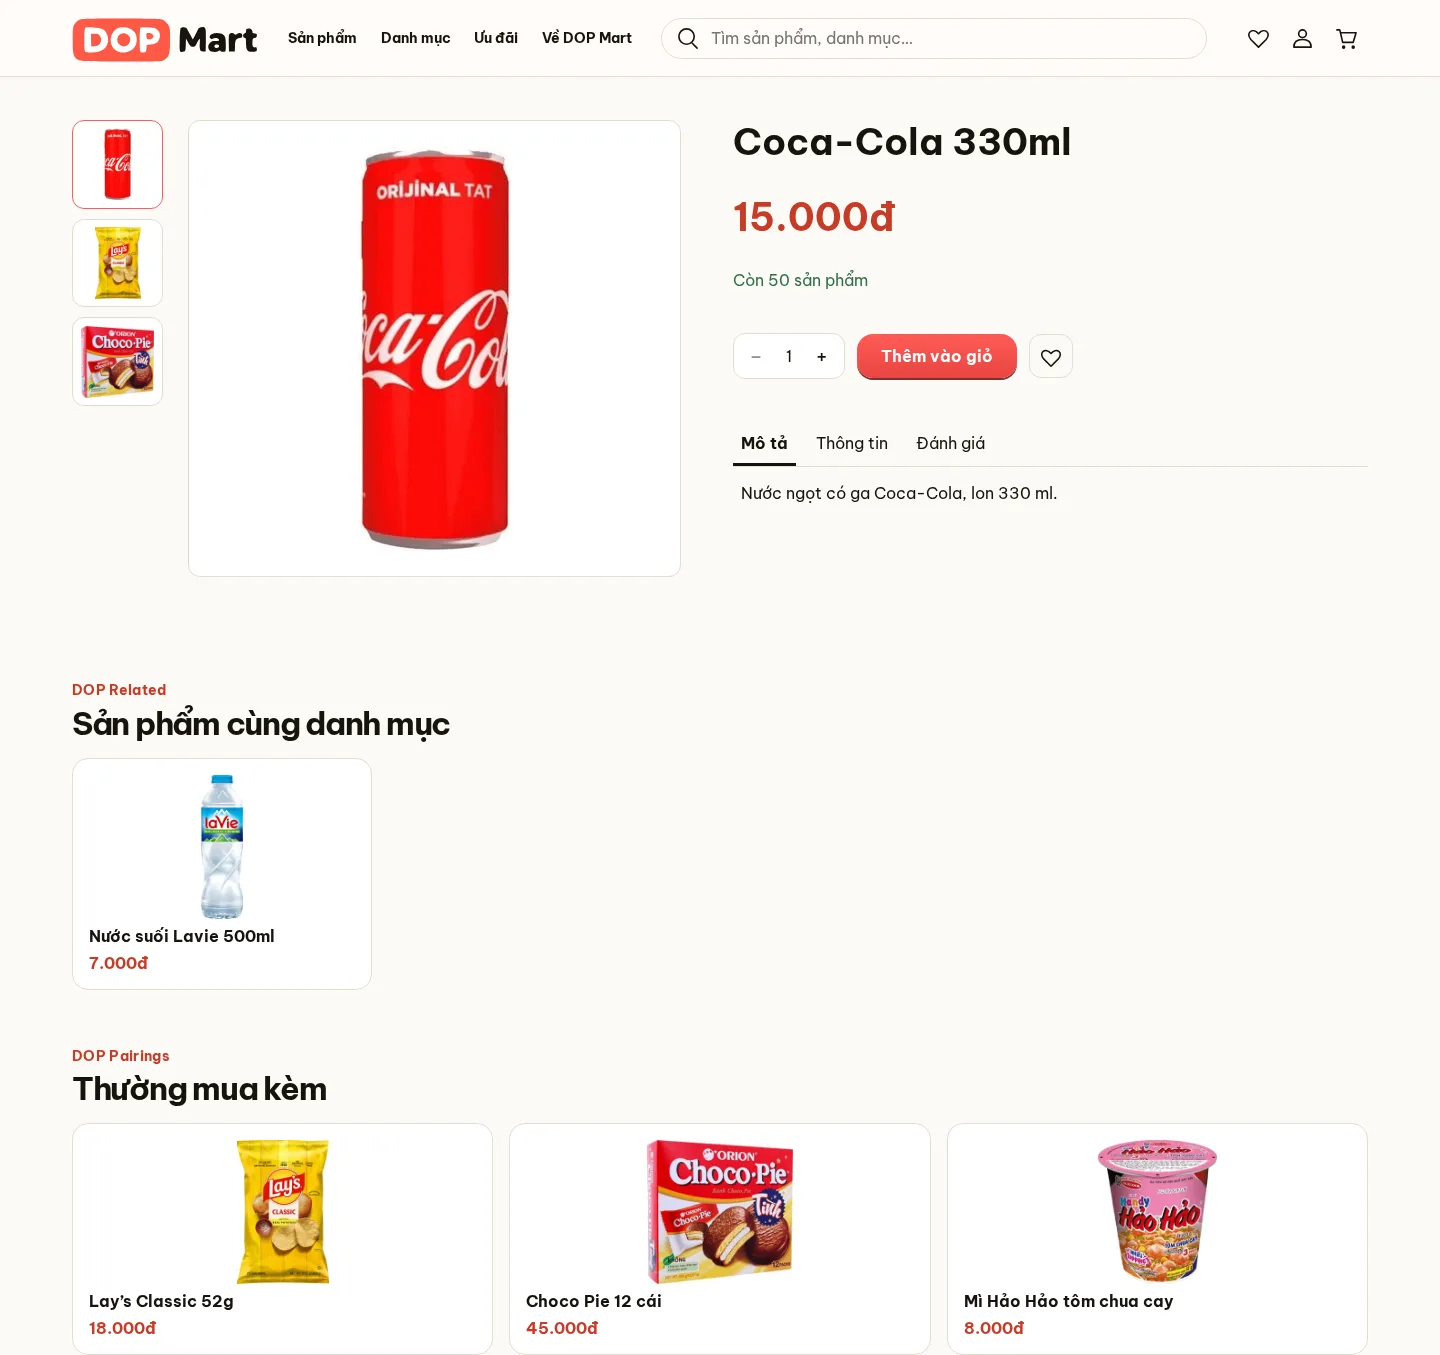 DOP Mart
Sản phẩm
Danh mục
Ưu đãi
Về DOP Mart
Tìm sản phẩm, danh mục...
ORİJİNAL TAT
Coca-Cola 330ml
15.000đ
Còn 50 sản phẩm
− 1 +
Thêm vào giỏ
Mô tả
Thông tin
Đánh giá
Nước ngọt có ga Coca-Cola, lon 330 ml.
DOP Related
Sản phẩm cùng danh mục
laVie
Nước suối Lavie 500ml
7.000đ
DOP Pairings
Thường mua kèm
Lay's
CLASSIC
Lay’s Classic 52g
18.000đ
ORION
Choco·Pie
Tình
Choco Pie 12 cái
45.000đ
Handy
Hảo Hảo
Mì Hảo Hảo tôm chua cay
8.000đ